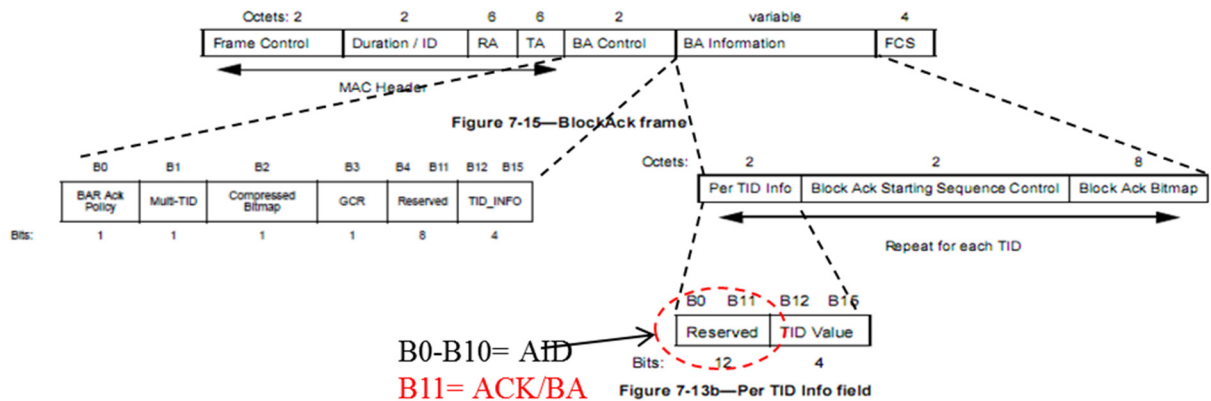 Octets: 2 2 6 6 2 variable 4
Frame Control Duration / ID RA TA BA Control BA Information FCS
MAC Header
Figure 7-15—BlockAck frame
B0 B1 B2 B3 B4 B11 B12 B15
BAR Ack Policy Multi-TID Compressed Bitmap GCR Reserved TID_INFO
Bits: 1 1 1 1 8 4
Octets: 2 2 8
Per TID Info Block Ack Starting Sequence Control Block Ack Bitmap
Repeat for each TID
B0 B11 B12 B15
Reserved TID Value
Bits: 12 4
B0-B10= AID
B11= ACK/BA
Figure 7-13b—Per TID Info field